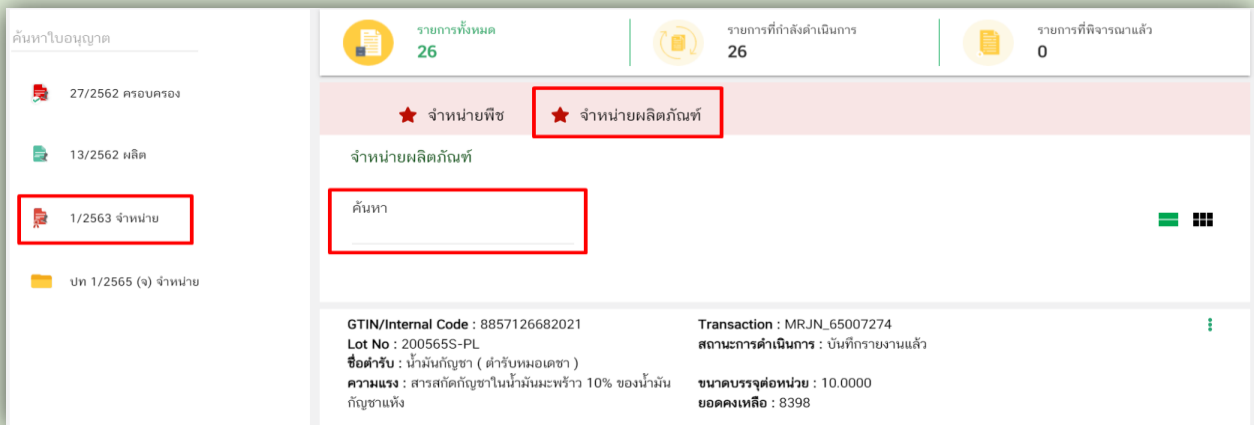 ค้นหาใบอนุญาต
27/2562 ครอบครอง
13/2562 ผลิต
1/2563 จำหน่าย
ปท 1/2565 (จ) จำหน่าย
รายการทั้งหมด
26
รายการที่กำลังดำเนินการ
26
รายการที่พิจารณาแล้ว
0
จำหน่ายพืช
จำหน่ายผลิตภัณฑ์
จำหน่ายผลิตภัณฑ์
ค้นหา
GTIN/Internal Code : 8857126682021
Lot No : 200565S-PL
ชื่อตำรับ : น้ำมันกัญชา ( ตำรับหมอเดชา )
ความแรง : สารสกัดกัญชาในน้ำมันมะพร้าว 10% ของน้ำมัน
กัญชาแห้ง
Transaction : MRJN_65007274
สถานะการดำเนินการ : บันทึกรายงานแล้ว
ขนาดบรรจุต่อหน่วย : 10.0000
ยอดคงเหลือ : 8398